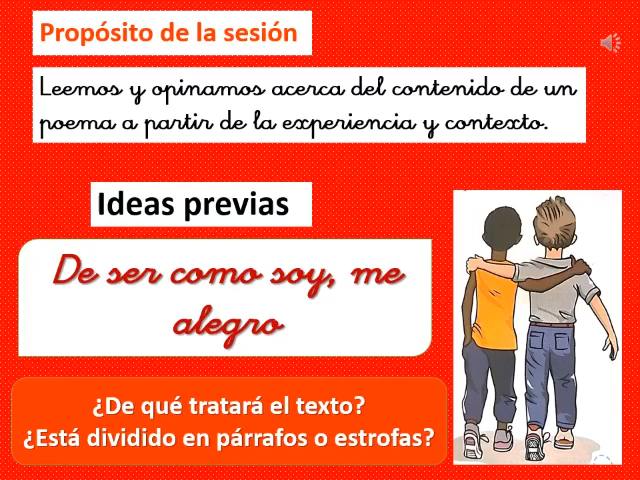 Propósito de la sesión
Leemos y opinamos acerca del contenido de un
poema a partir de la experiencia y contexto.
Ideas previas
De ser como soy, me
alegro
¿De qué tratará el texto?
¿Está dividido en párrafos o estrofas?